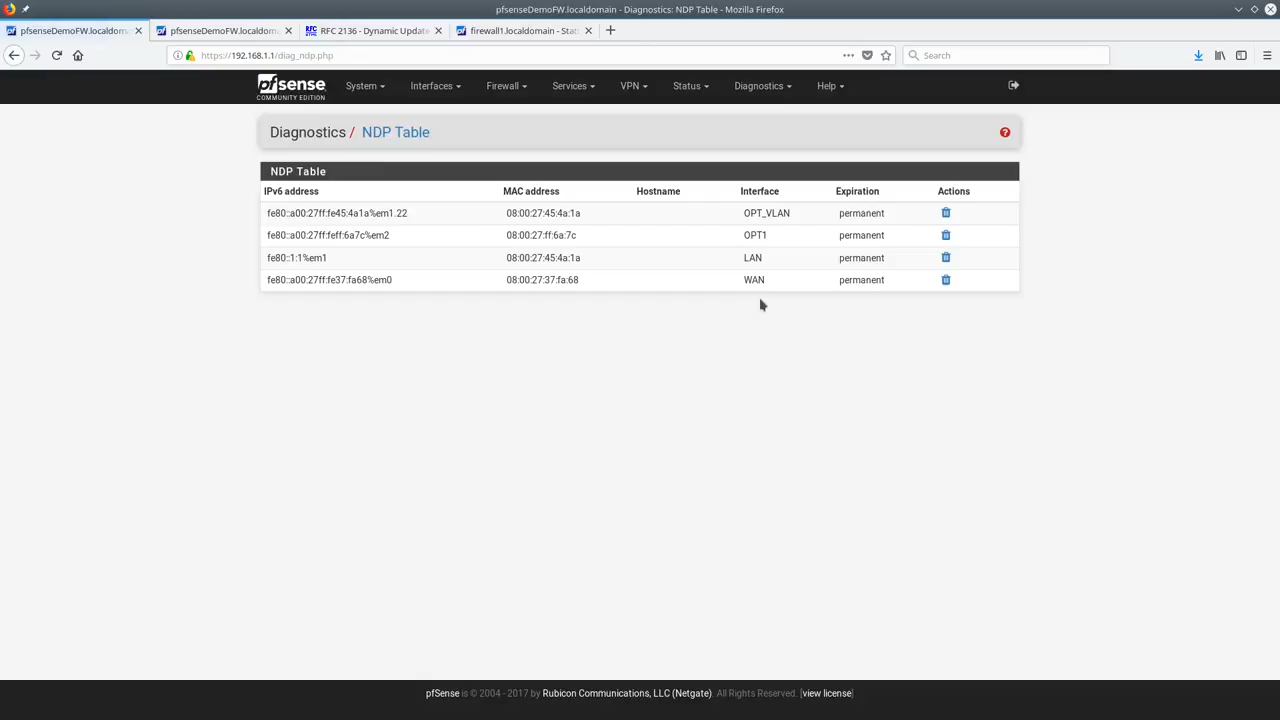 pfsenseDemoFW.localdomain - Diagnostics: NDP Table - Mozilla Firefox
pfsenseDemoFW.localdomain
pfsenseDemoFW.localdoma
RFC 2136 - Dynamic Update
firewall1.localdomain - Stat
https://192.168.1.1/diag_ndp.php
Search
pfsense
COMMUNITY EDITION
System
Interfaces
Firewall
Services
VPN
Status
Diagnostics
Help
Diagnostics / NDP Table
NDP Table
IPv6 address MAC address Hostname Interface Expiration Actions
fe80::a00:27ff:fe45:4a1a%em1.22 08:00:27:45:4a:1a OPT_VLAN permanent
fe80::a00:27ff:feff:6a7c%em2 08:00:27:ff:6a:7c OPT1 permanent
fe80::1:1%em1 08:00:27:45:4a:1a LAN permanent
fe80::a00:27ff:fe37:fa68%em0 08:00:27:37:fa:68 WAN permanent
pfSense is © 2004 - 2017 by Rubicon Communications, LLC (Netgate). All Rights Reserved. [view license]